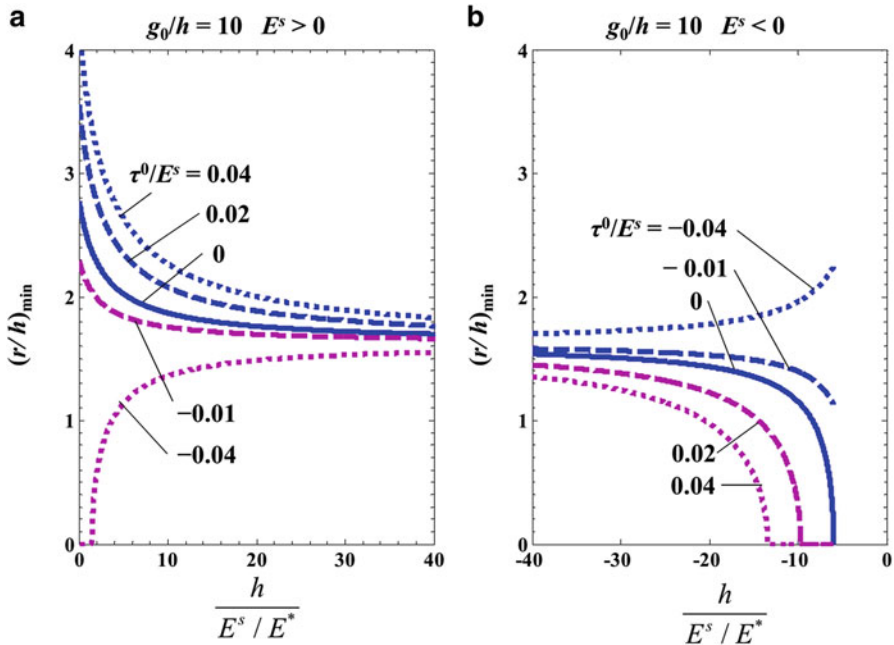 a
g₀/h = 10 Eˢ > 0
4
3
2
1
0
(r/h)min
τ⁰/Eˢ = 0.04
0.02
0
−0.01
−0.04
0 10 20 30 40
h
Eˢ / E*
b
g₀/h = 10 Eˢ < 0
4
3
2
1
0
(r/h)min
τ⁰/Eˢ = −0.04
− 0.01
0
0.02
0.04
-40 -30 -20 -10 0
h
Eˢ / E*